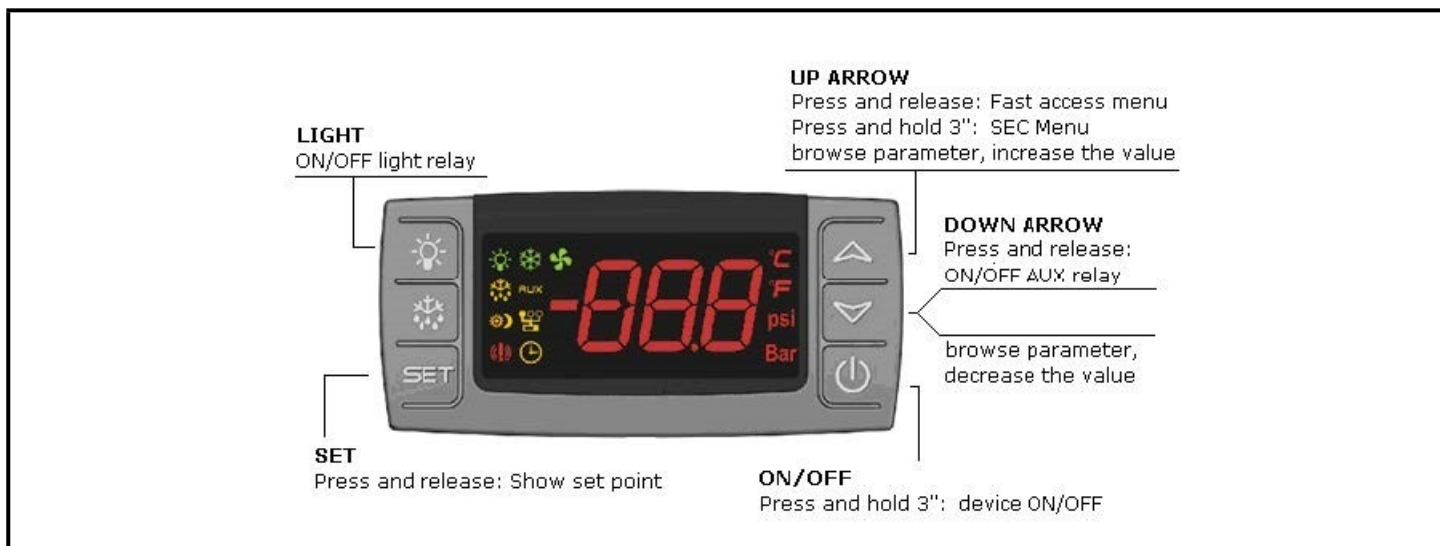 UP ARROW
Press and release: Fast access menu
Press and hold 3": SEC Menu
browse parameter, increase the value
LIGHT
ON/OFF light relay
DOWN ARROW
Press and release:
ON/OFF AUX relay
browse parameter,
decrease the value
AUX
-888
°C
°F
psi
Bar
SET
SET
Press and release: Show set point
ON/OFF
Press and hold 3": device ON/OFF